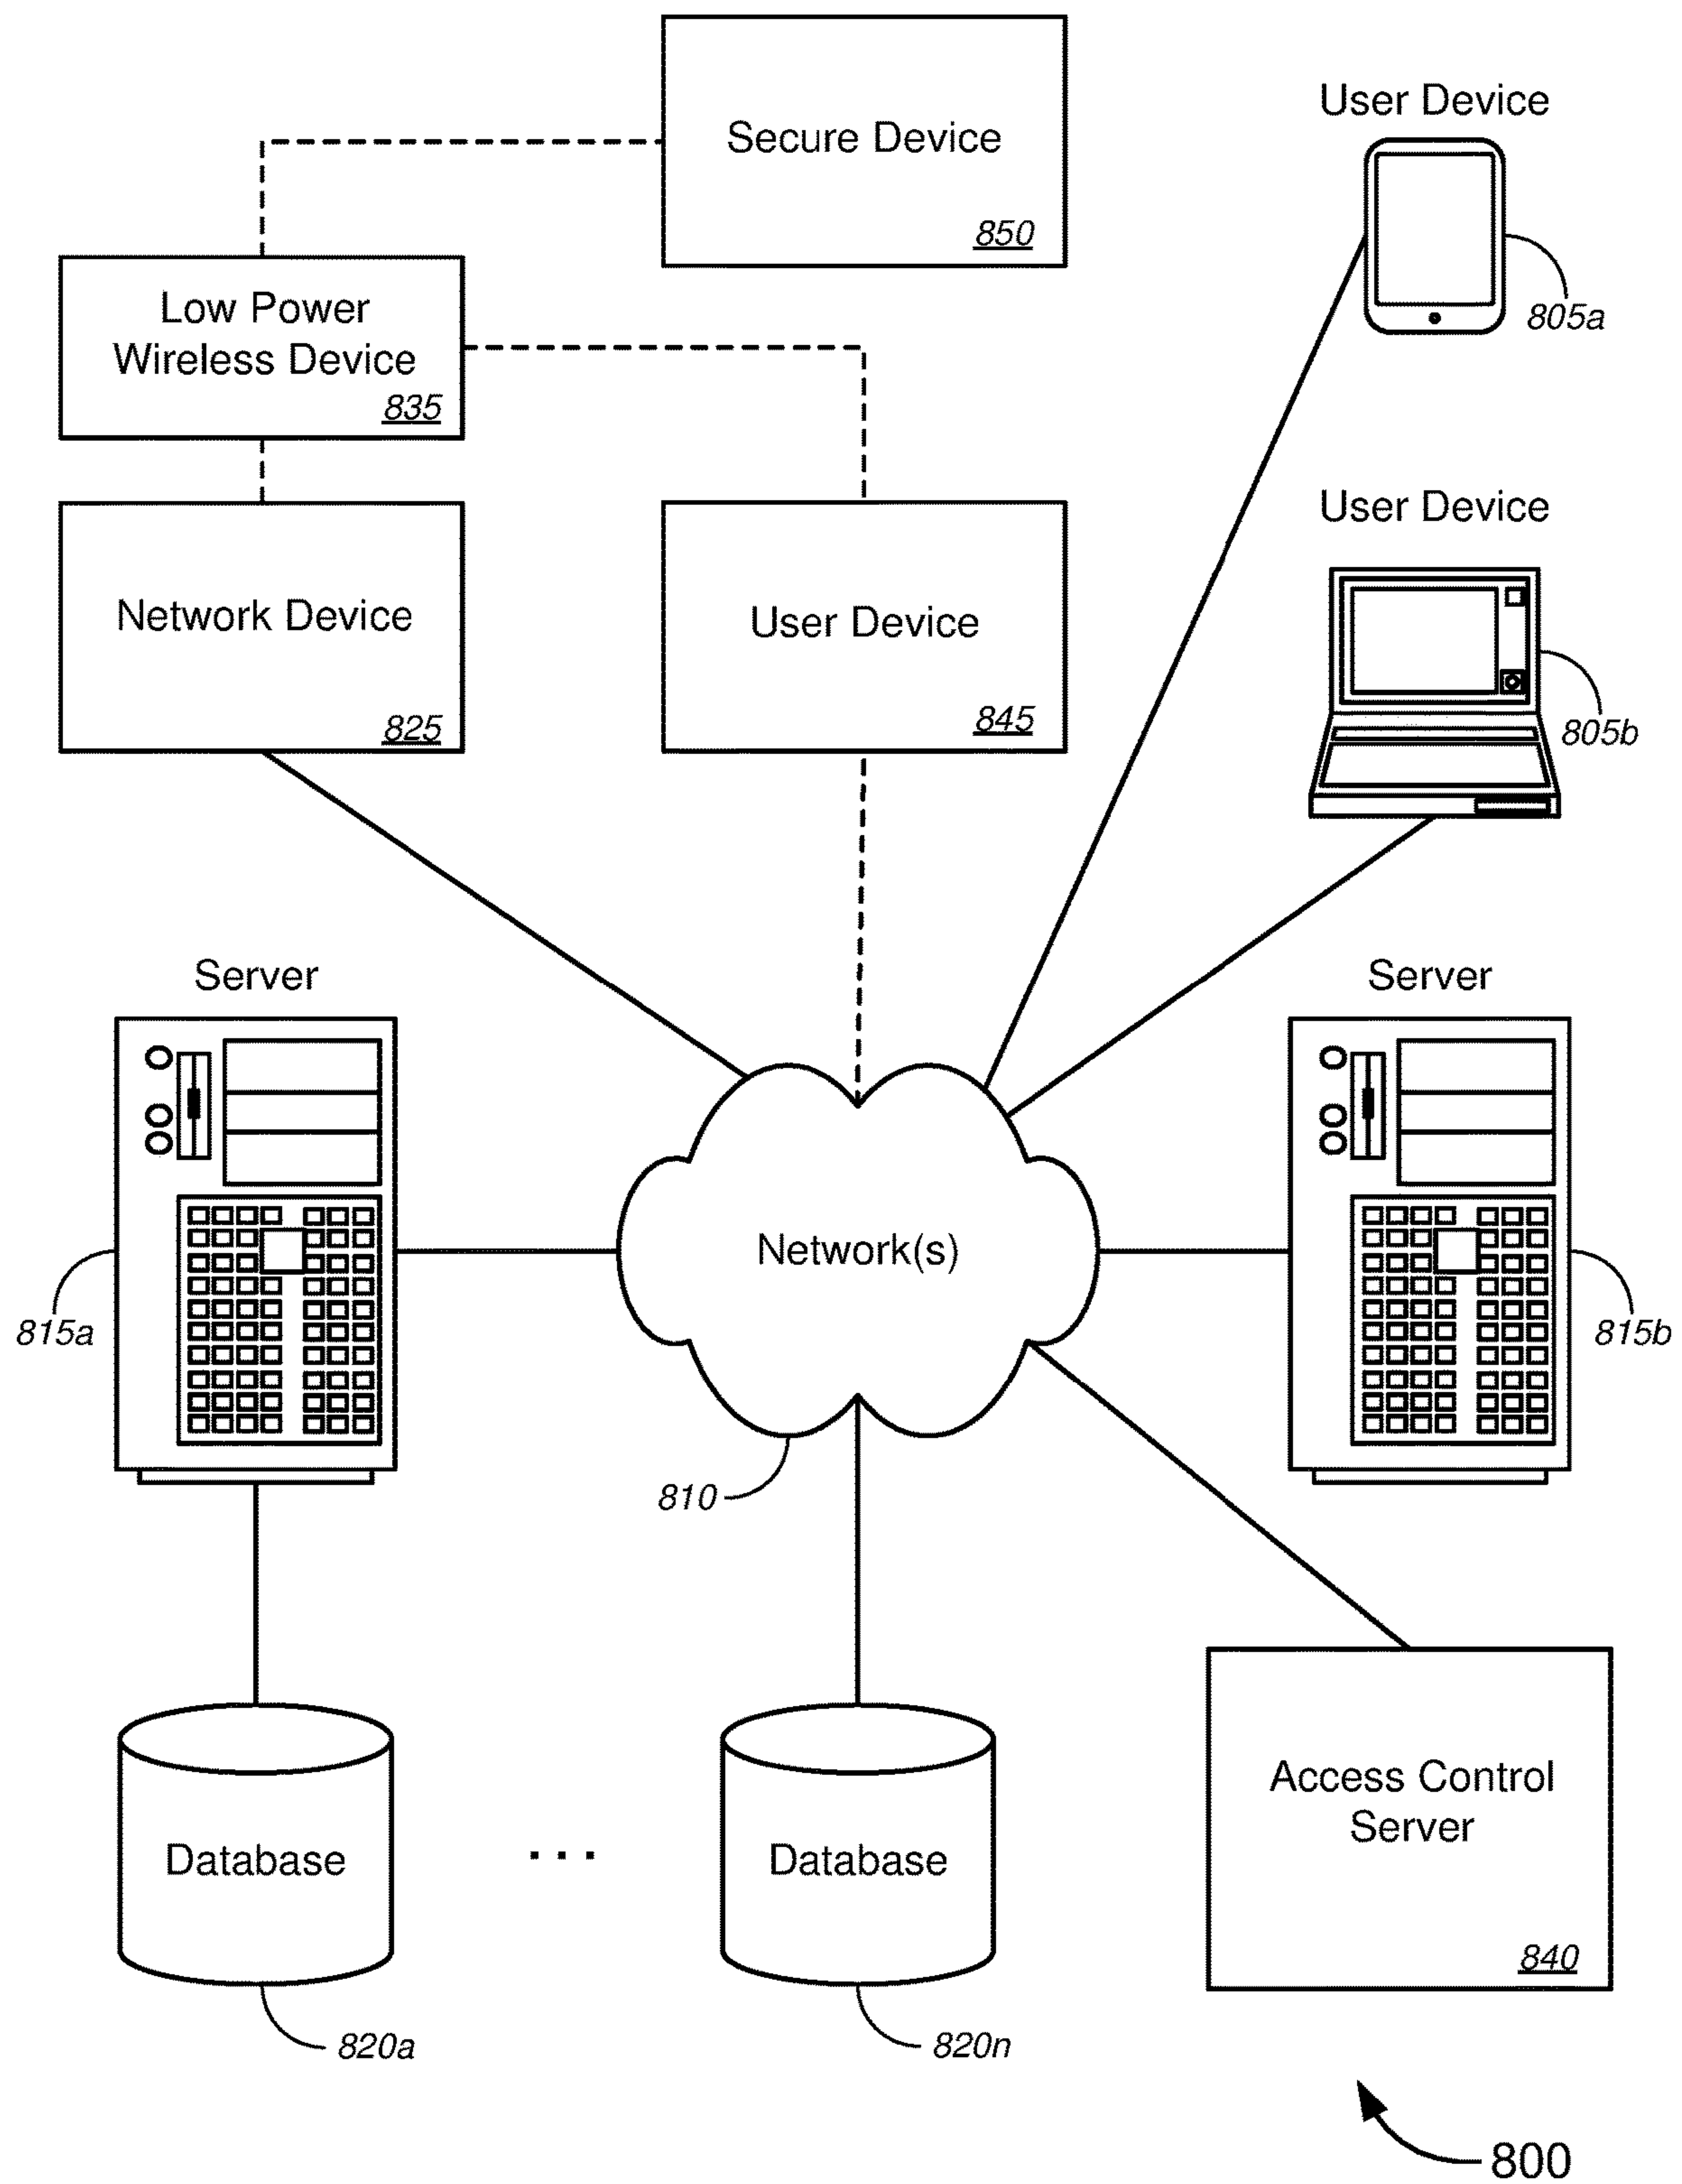 Secure Device
850
User Device
805a
Low Power
Wireless Device
835
User Device
805b
Network Device
825
User Device
845
Server
815a
Server
815b
Network(s)
810
Database
820a
...
Database
820n
Access Control
Server
840
800